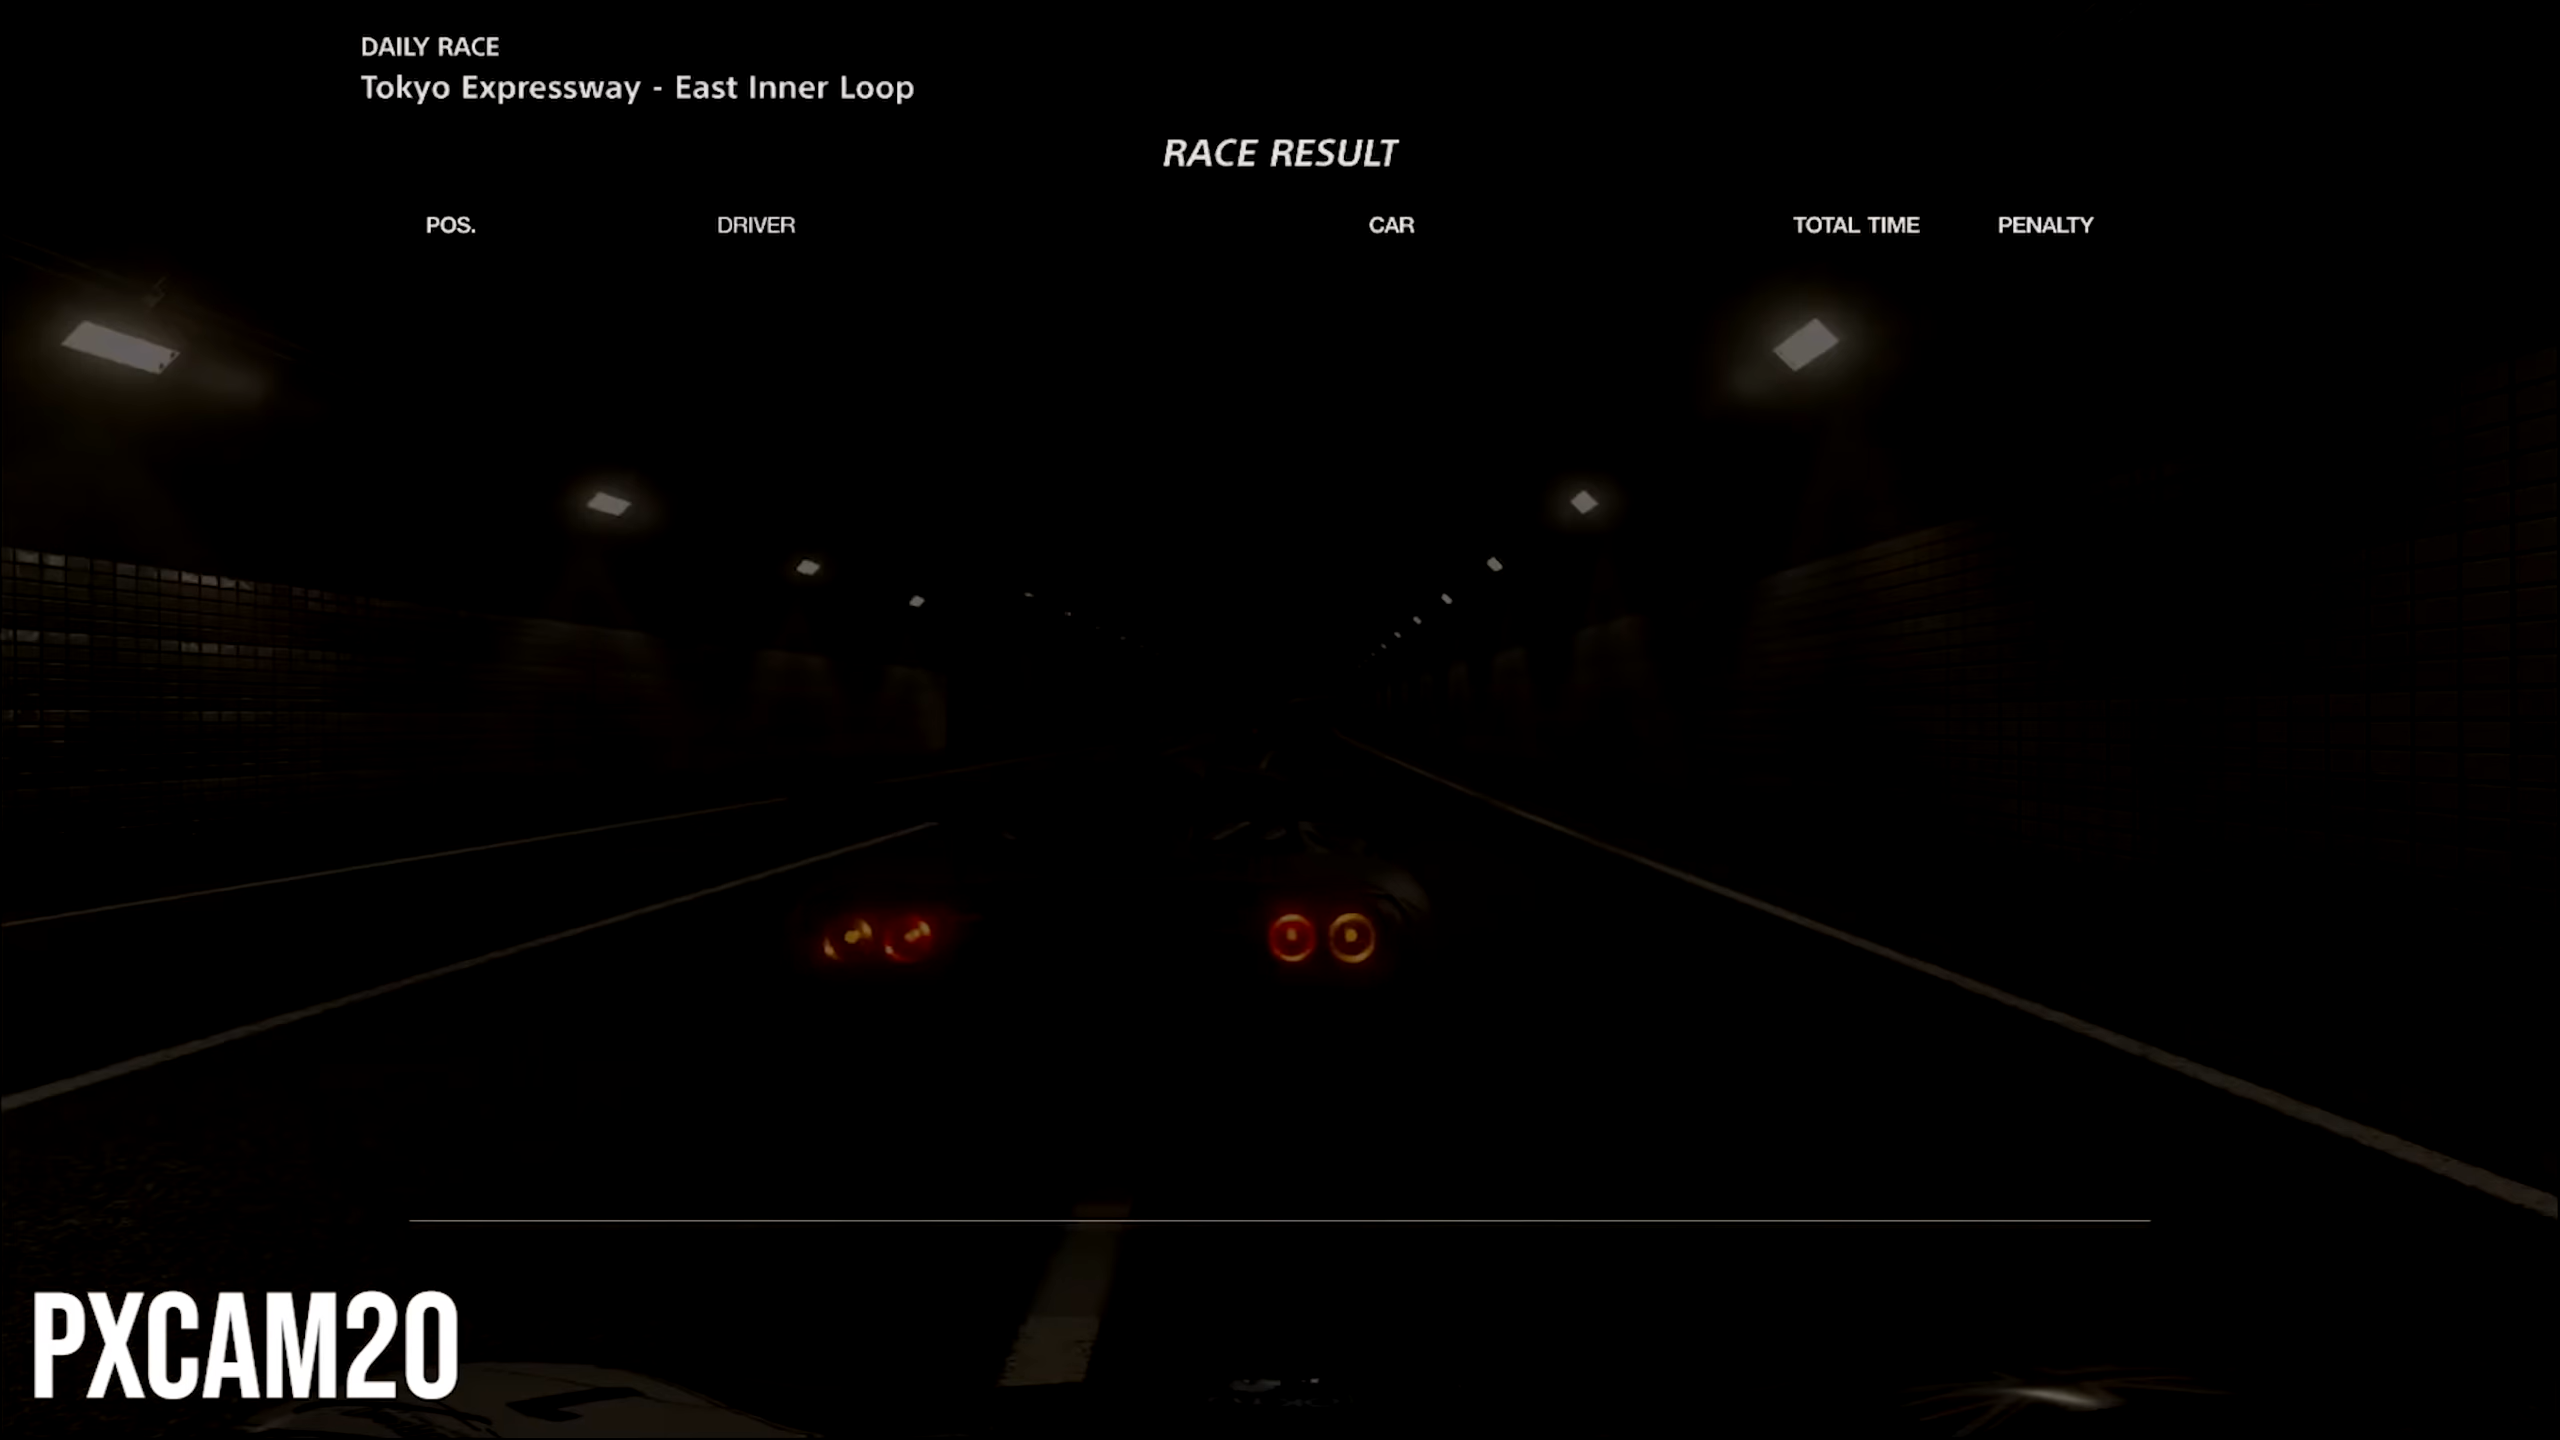 DAILY RACE
Tokyo Expressway - East Inner Loop
RACE RESULT
POS. DRIVER CAR TOTAL TIME PENALTY
PXCAM20